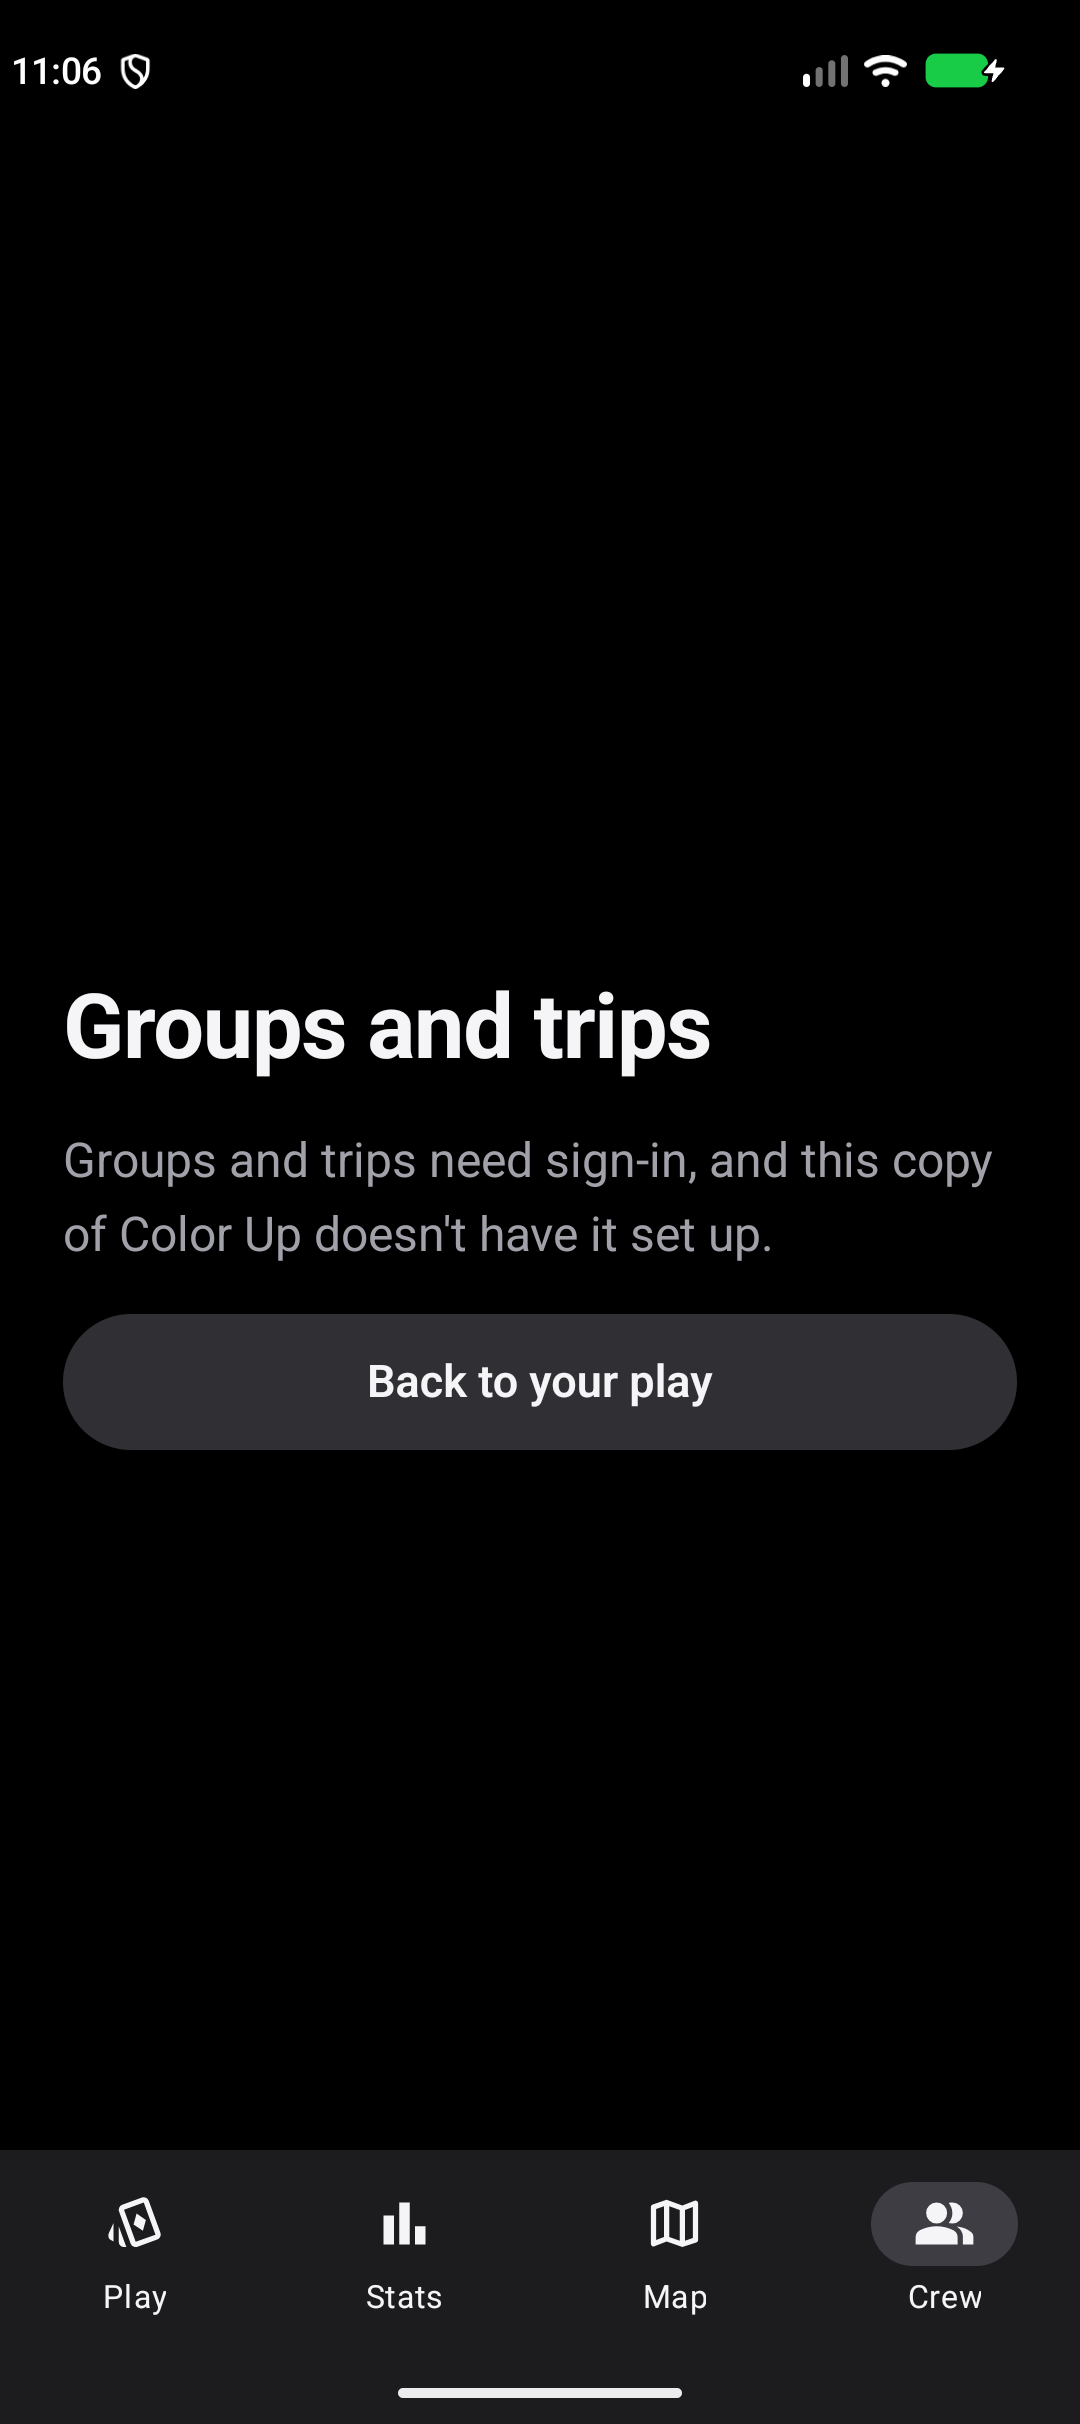 11:06
Groups and trips
Groups and trips need sign-in, and this copy
of Color Up doesn't have it set up.
Back to your play
Play
Stats
Map
Crew